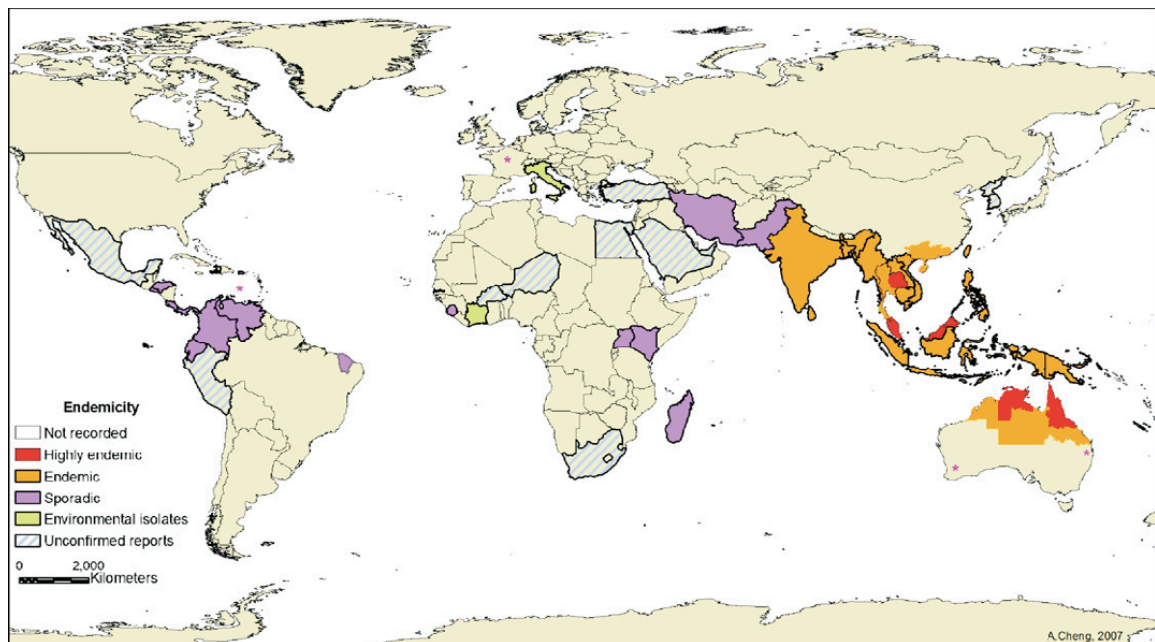 Endemicity
Not recorded
Highly endemic
Endemic
Sporadic
Environmental isolates
Unconfirmed reports
0 2,000
Kilometers
A.Cheng, 2007